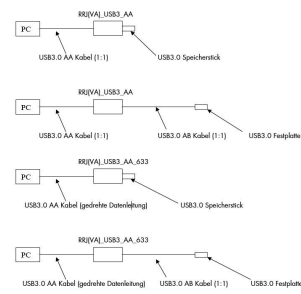 RRJ(VA)_USB3_AA
PC
USB3.0 AA Kabel (1:1)
USB3.0 Speicherstick
RRJ(VA)_USB3_AA
PC
USB3.0 AA Kabel (1:1)
USB3.0 AB Kabel (1:1)
USB3.0 Festplatte
RRJ(VA)_USB3_AA_633
PC
USB3.0 AA Kabel (gedrehte Datenleitung)
USB3.0 Speicherstick
RRJ(VA)_USB3_AA_633
PC
USB3.0 AA Kabel (gedrehte Datenleitung)
USB3.0 AB Kabel (1:1)
USB3.0 Festplatte